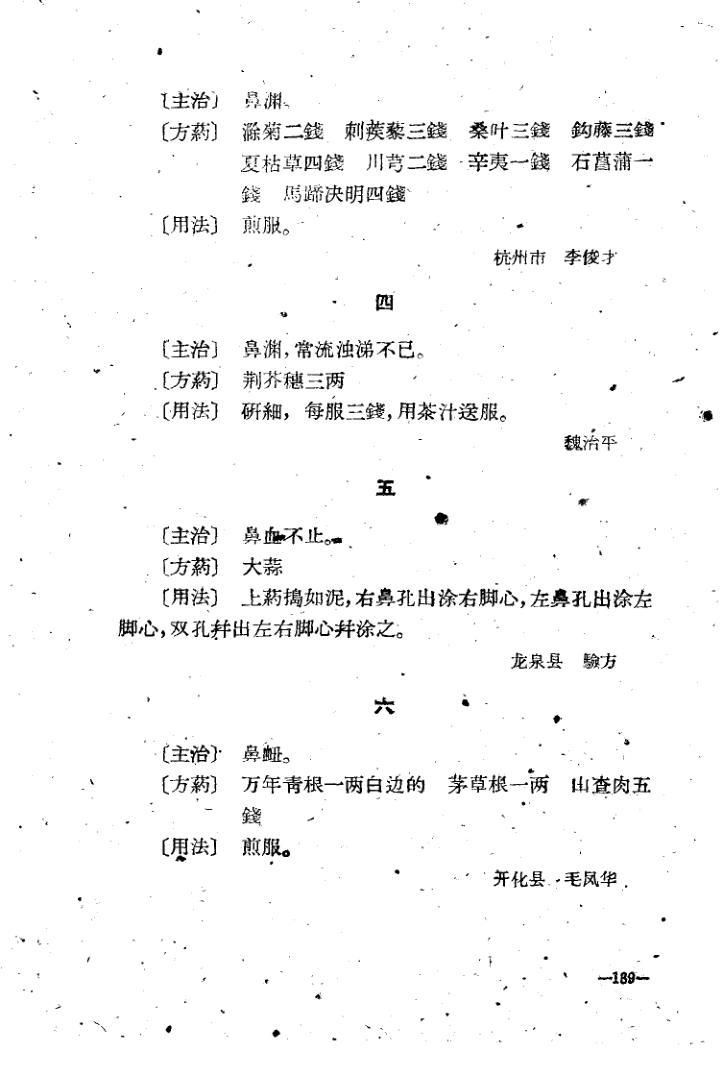 〔主治〕 鼻淵。
〔方葯〕 滁菊二錢 刺蒺藜三錢 桑叶三錢 鈎藤三錢
夏枯草四錢 川芎二錢 辛夷一錢 石菖蒲一
錢 馬蹄决明四錢
〔用法〕 煎服。
杭州市 李俊才
四
〔主治〕 鼻淵，常流浊涕不已。
〔方葯〕 荆芥穗三两
〔用法〕 研細，每服三錢，用茶汁送服。
魏治平
五
〔主治〕 鼻血不止。
〔方葯〕 大蒜
〔用法〕 上葯搗如泥，右鼻孔出涂右脚心，左鼻孔出涂左
脚心，双孔幷出左右脚心幷涂之。
龙泉县 驗方
六
〔主治〕 鼻衄。
〔方葯〕 万年青根一两白边的 茅草根一两 山查肉五
錢
〔用法〕 煎服。
开化县 毛凤华
—189—